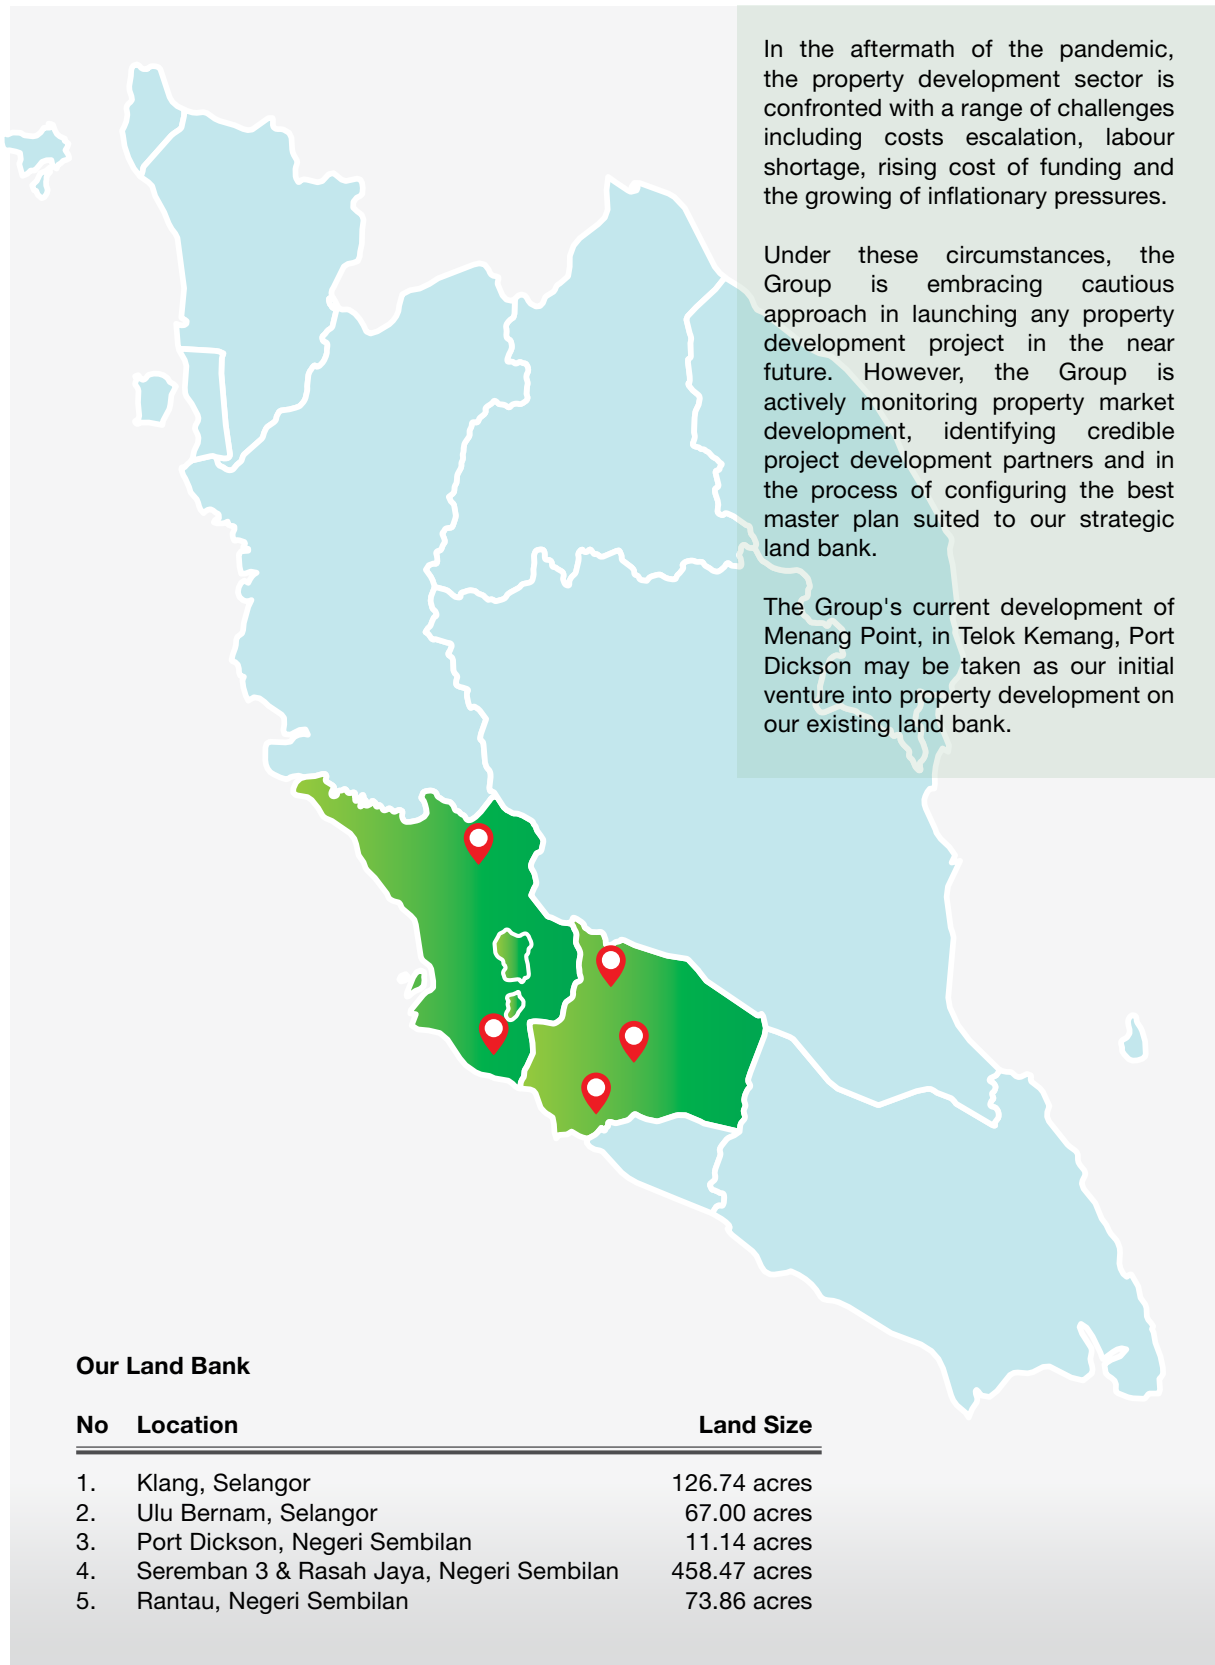 In the aftermath of the pandemic,
the property development sector is
confronted with a range of challenges
including costs escalation, labour
shortage, rising cost of funding and
the growing of inflationary pressures.
Under these circumstances, the
Group is embracing cautious
approach in launching any property
development project in the near
future. However, the Group is
actively monitoring property market
development, identifying credible
project development partners and in
the process of configuring the best
master plan suited to our strategic
land bank.
The Group's current development of
Menang Point, in Telok Kemang, Port
Dickson may be taken as our initial
venture into property development on
our existing land bank.
Our Land Bank
No Location Land Size
1. Klang, Selangor 126.74 acres
2. Ulu Bernam, Selangor 67.00 acres
3. Port Dickson, Negeri Sembilan 11.14 acres
4. Seremban 3 & Rasah Jaya, Negeri Sembilan 458.47 acres
5. Rantau, Negeri Sembilan 73.86 acres